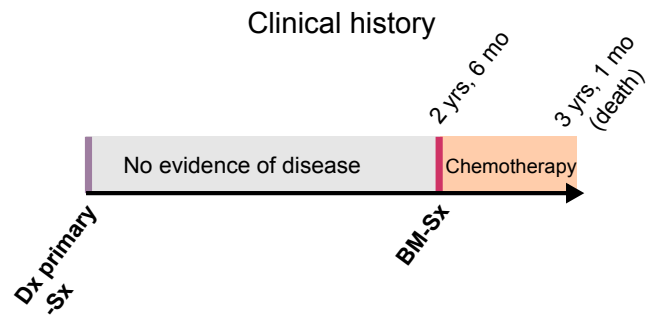 Clinical history
2 yrs, 6 mo
3 yrs, 1 mo
(death)
No evidence of disease
Chemotherapy
Dx primary
-Sx
BM-Sx